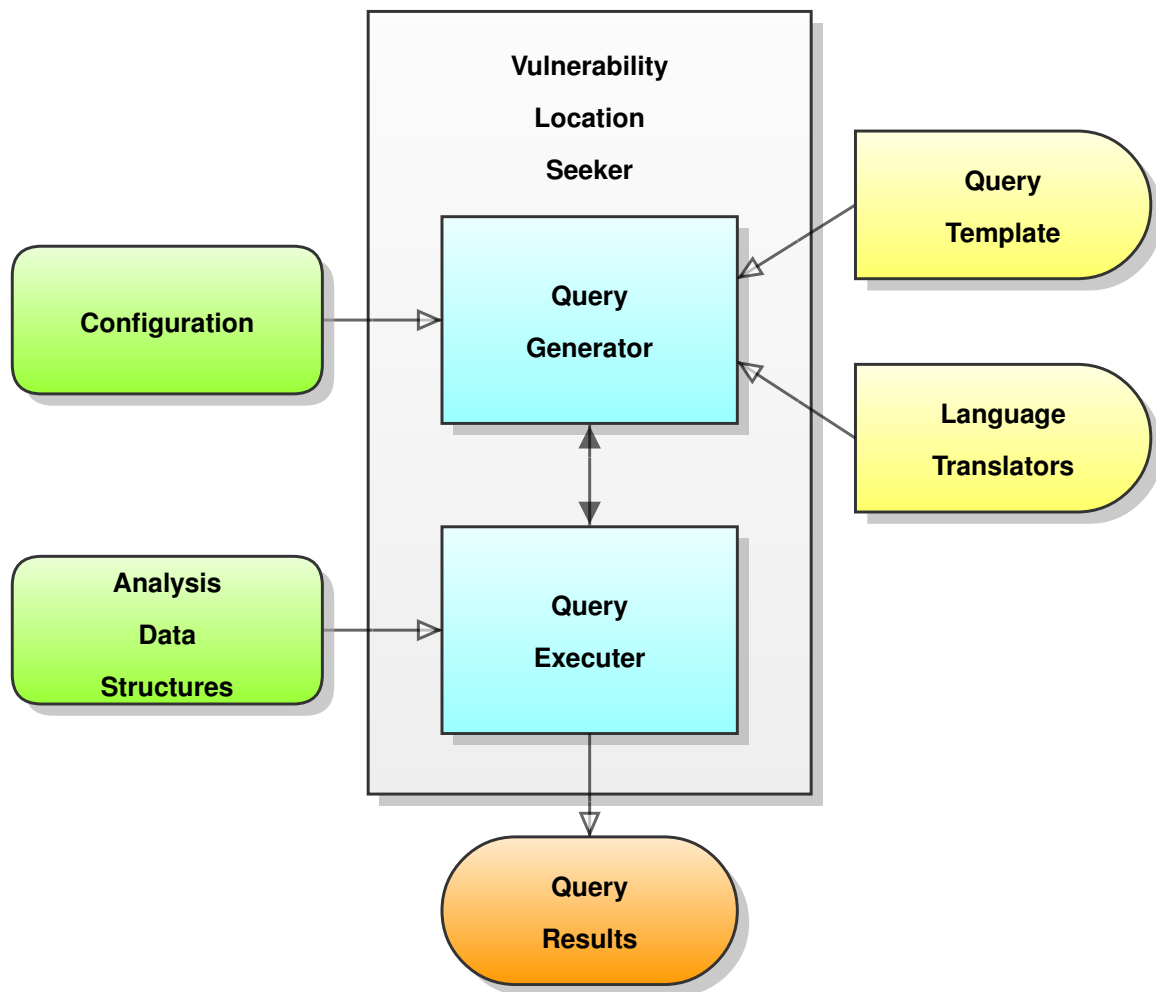 Vulnerability
Location
Seeker
Query
Template
Configuration
Query
Generator
Language
Translators
Analysis
Data
Structures
Query
Executer
Query
Results